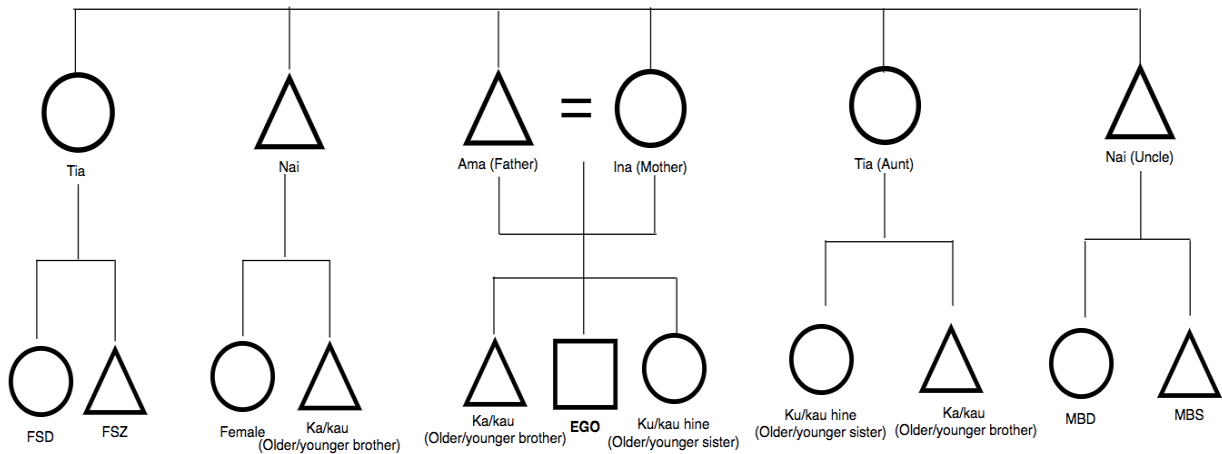 Tia
Nai
Ama (Father)
=
Ina (Mother)
Tia (Aunt)
Nai (Uncle)
FSD
FSZ
Female
Ka/kau
(Older/younger brother)
Ka/kau
(Older/younger brother)
EGO
Ku/kau hine
(Older/younger sister)
Ku/kau hine
(Older/younger sister)
Ka/kau
(Older/younger brother)
MBD
MBS